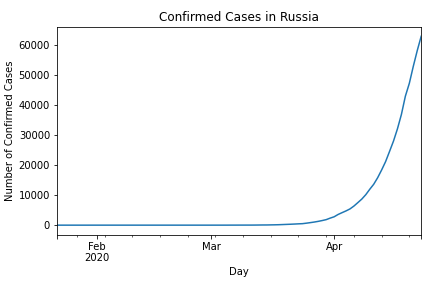 Confirmed Cases in Russia
Number of Confirmed Cases
60000
50000
40000
30000
20000
10000
0
Feb
2020
Mar
Apr
Day